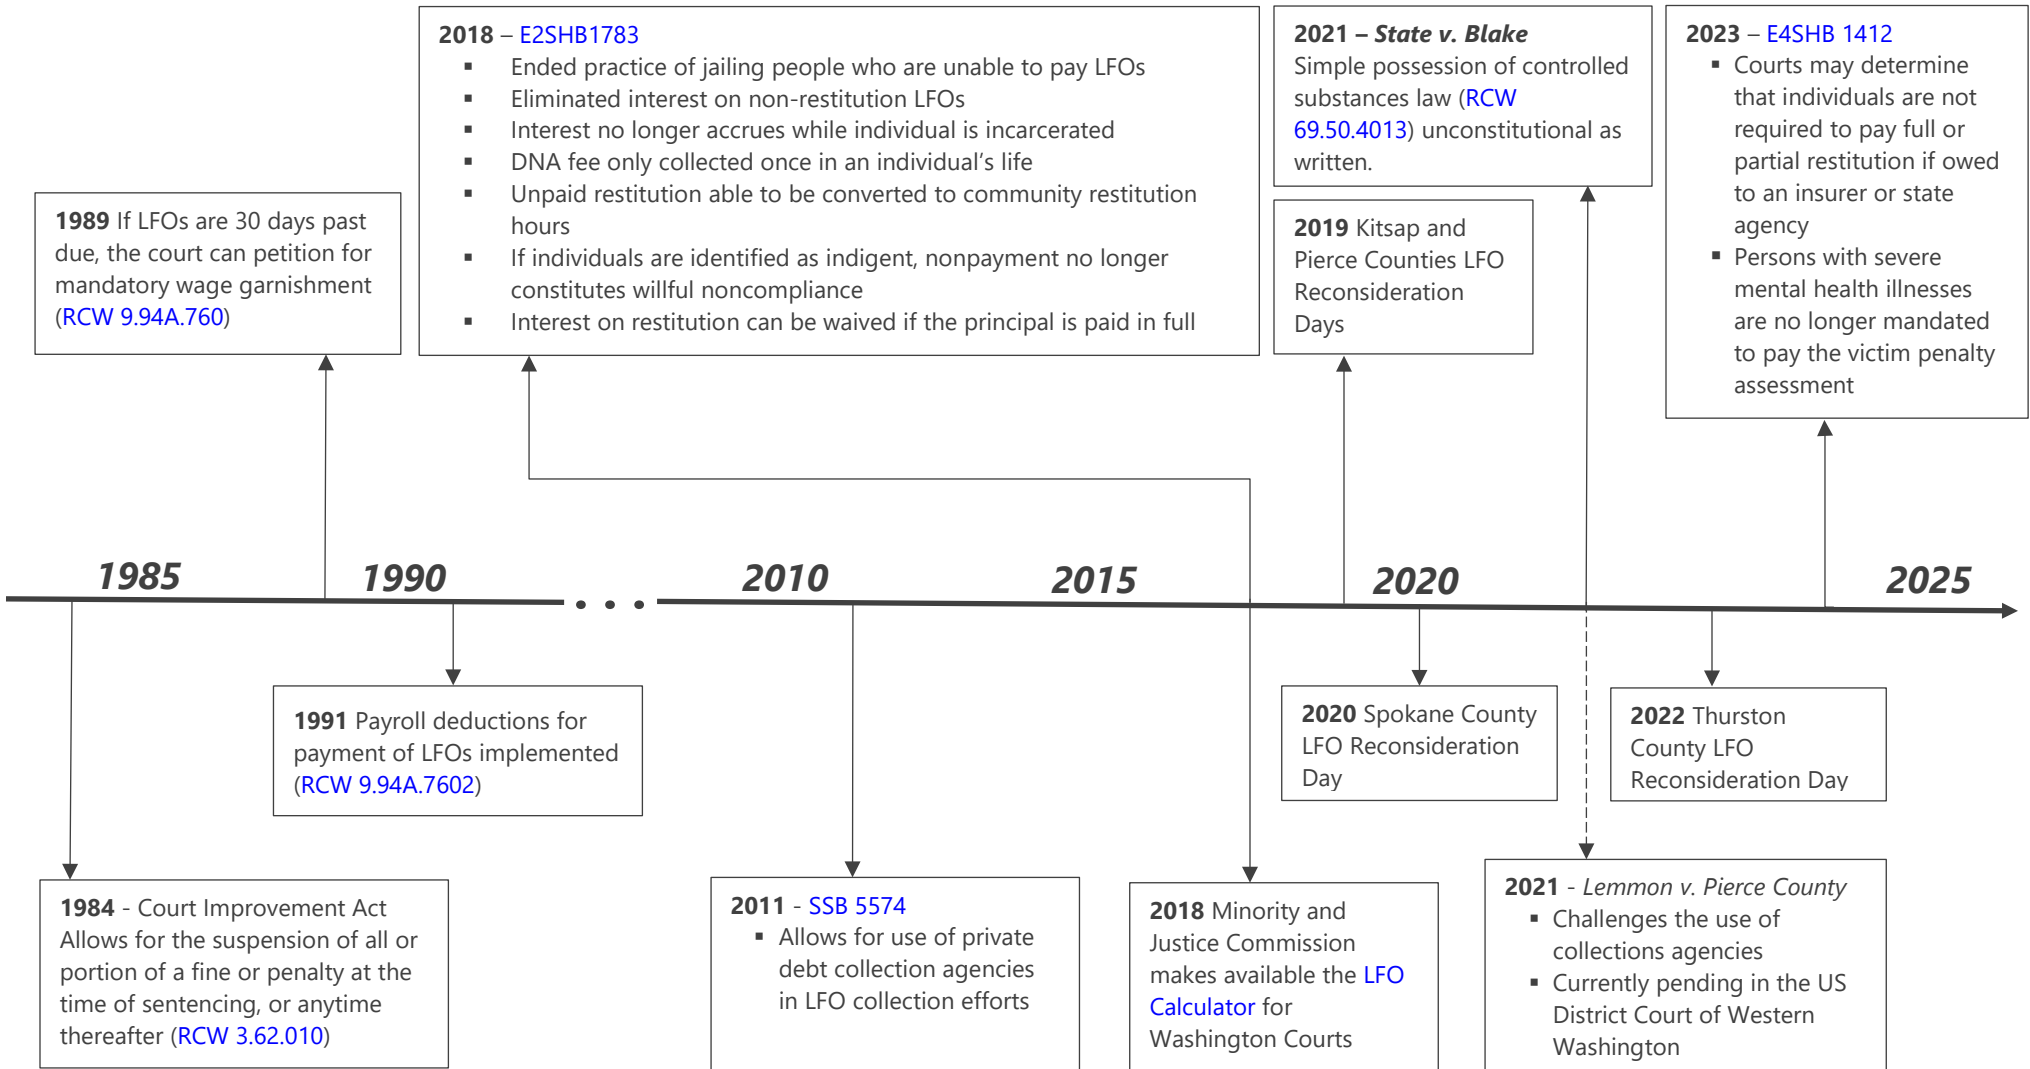 2018 – E2SHB1783
▪ Ended practice of jailing people who are unable to pay LFOs
▪ Eliminated interest on non-restitution LFOs
▪ Interest no longer accrues while individual is incarcerated
▪ DNA fee only collected once in an individual's life
▪ Unpaid restitution able to be converted to community restitution
hours
▪ If individuals are identified as indigent, nonpayment no longer
constitutes willful noncompliance
▪ Interest on restitution can be waived if the principal is paid in full
2021 – State v. Blake
Simple possession of controlled
substances law (RCW
69.50.4013) unconstitutional as
written.
2023 – E4SHB 1412
▪ Courts may determine
that individuals are not
required to pay full or
partial restitution if owed
to an insurer or state
agency
▪ Persons with severe
mental health illnesses
are no longer mandated
to pay the victim penalty
assessment
1989 If LFOs are 30 days past
due, the court can petition for
mandatory wage garnishment
(RCW 9.94A.760)
2019 Kitsap and
Pierce Counties LFO
Reconsideration
Days
1985
1990
. . .
2010
2015
2020
2025
1991 Payroll deductions for
payment of LFOs implemented
(RCW 9.94A.7602)
2020 Spokane County
LFO Reconsideration
Day
2022 Thurston
County LFO
Reconsideration Day
1984 - Court Improvement Act
Allows for the suspension of all or
portion of a fine or penalty at the
time of sentencing, or anytime
thereafter (RCW 3.62.010)
2011 - SSB 5574
▪ Allows for use of private
debt collection agencies
in LFO collection efforts
2018 Minority and
Justice Commission
makes available the LFO
Calculator for
Washington Courts
2021 - Lemmon v. Pierce County
▪ Challenges the use of
collections agencies
▪ Currently pending in the US
District Court of Western
Washington